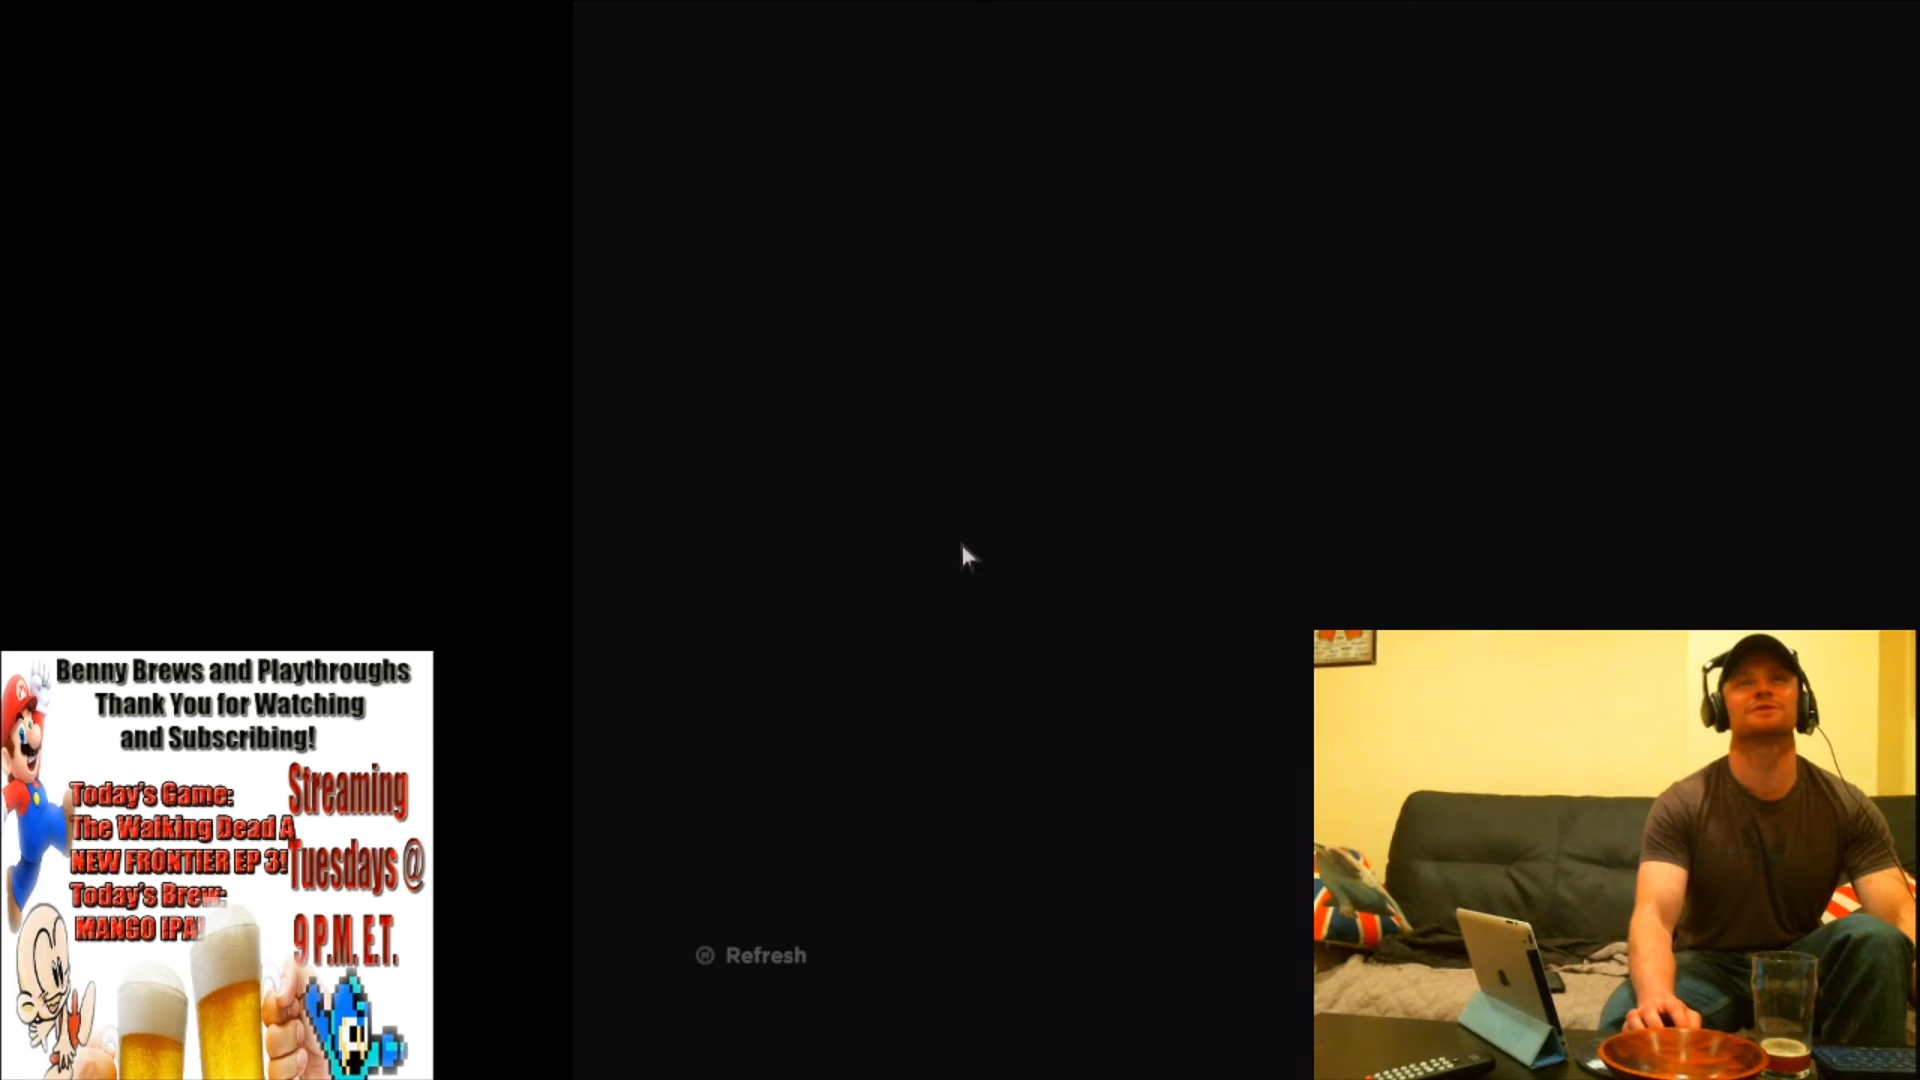 Benny Brews and Playthroughs
Thank You for Watching
and Subscribing!
Today's Game:
The Walking Dead A
NEW FRONTIER EP 3!
Today's Brew:
MANGO IPA!
Streaming
Tuesdays @
9 P.M. E.T.
Refresh